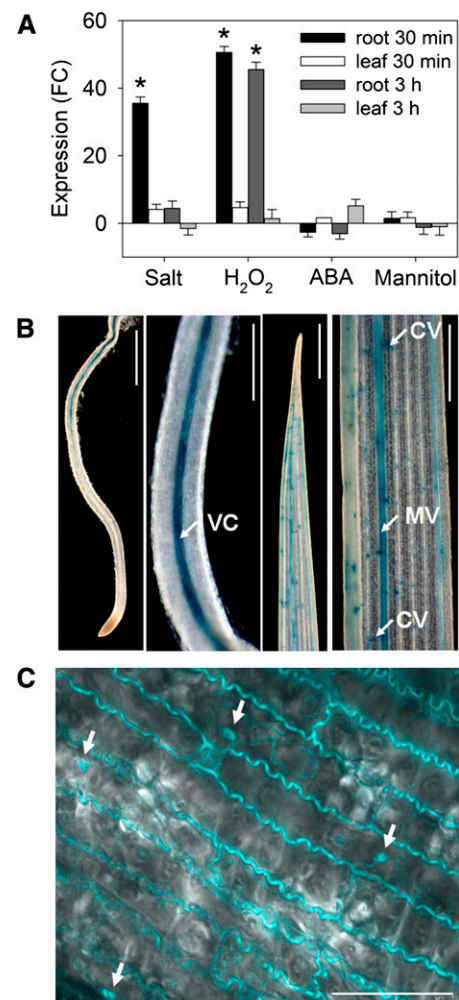 A
Expression (FC)
60
40
20
0
root 30 min
leaf 30 min
root 3 h
leaf 3 h
*
*
*
Salt
H₂O₂
ABA
Mannitol
B
VC
CV
MV
CV
C